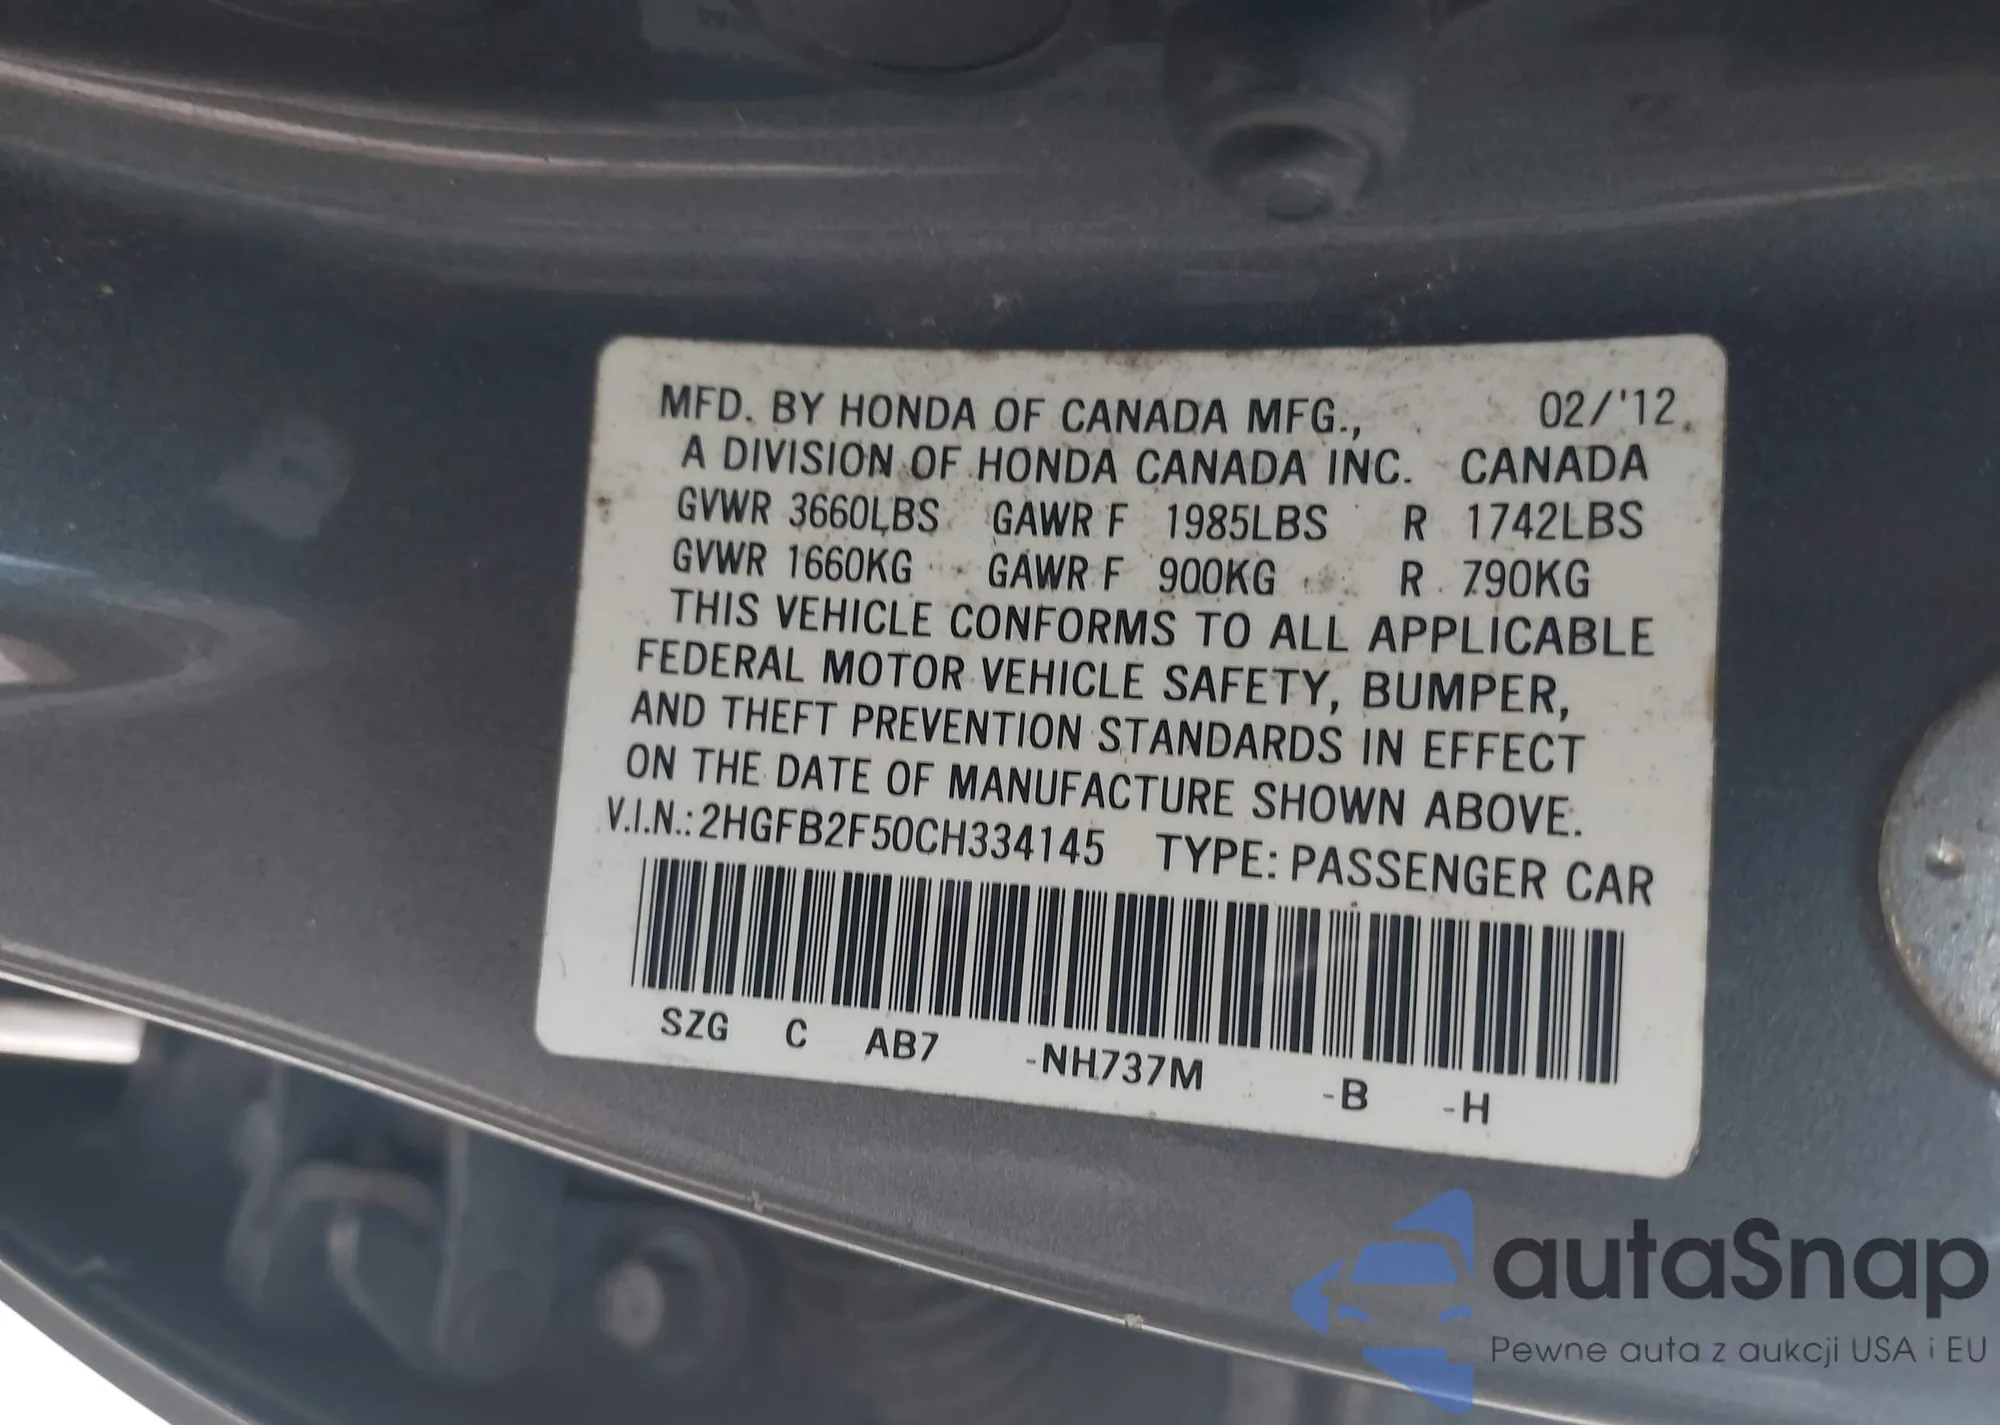 MFD. BY HONDA OF CANADA MFG., 02/'12
A DIVISION OF HONDA CANADA INC. CANADA
GVWR 3660LBS GAWR F 1985LBS R 1742LBS
GVWR 1660KG GAWR F 900KG R 790KG
THIS VEHICLE CONFORMS TO ALL APPLICABLE
FEDERAL MOTOR VEHICLE SAFETY, BUMPER,
AND THEFT PREVENTION STANDARDS IN EFFECT
ON THE DATE OF MANUFACTURE SHOWN ABOVE.
V.I.N.: 2HGFB2F50CH334145 TYPE: PASSENGER CAR
SZG C AB7 -NH737M -B -H
autaSnap
Pewne auta z aukcji USA i EU